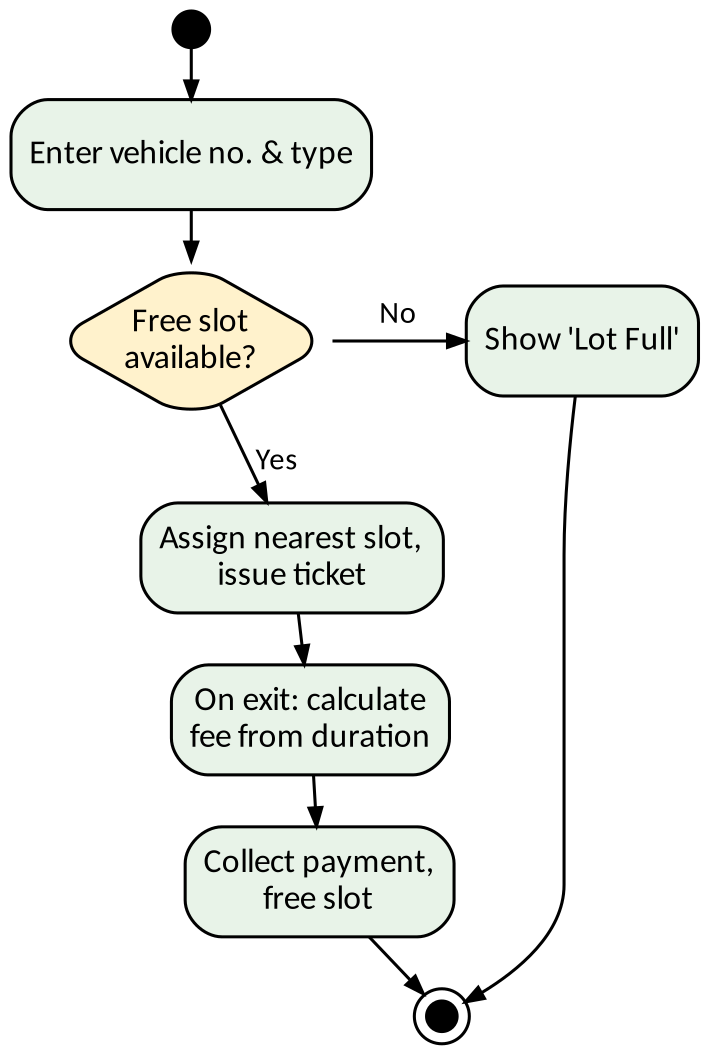 Enter vehicle no. & type
Free slot
available?
No
Show 'Lot Full'
Yes
Assign nearest slot,
issue ticket
On exit: calculate
fee from duration
Collect payment,
free slot